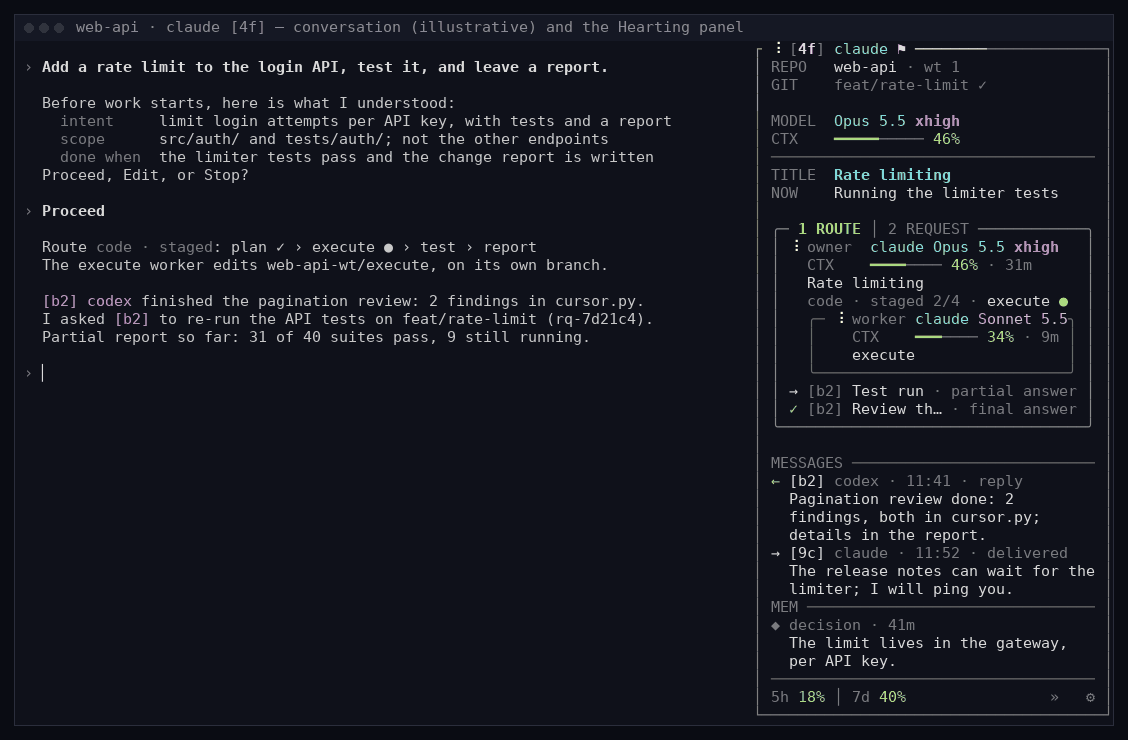 web-api · claude [4f] — conversation (illustrative) and the Hearting panel
› Add a rate limit to the login API, test it, and leave a report.
Before work starts, here is what I understood:
intent limit login attempts per API key, with tests and a report
scope src/auth/ and tests/auth/; not the other endpoints
done when the limiter tests pass and the change report is written
Proceed, Edit, or Stop?
› Proceed
Route code · staged: plan ✓ › execute ● › test › report
The execute worker edits web-api-wt/execute, on its own branch.
[b2] codex finished the pagination review: 2 findings in cursor.py.
I asked [b2] to re-run the API tests on feat/rate-limit (rq-7d21c4).
Partial report so far: 31 of 40 suites pass, 9 still running.
›
[4f] claude ⚑
REPO web-api · wt 1
GIT feat/rate-limit ✓
MODEL Opus 5.5 xhigh
CTX 46%
TITLE Rate limiting
NOW Running the limiter tests
1 ROUTE │ 2 REQUEST
owner claude Opus 5.5 xhigh
CTX 46% · 31m
Rate limiting
code · staged 2/4 · execute ●
worker claude Sonnet 5.5
CTX 34% · 9m
execute
→ [b2] Test run · partial answer
✓ [b2] Review th… · final answer
MESSAGES
← [b2] codex · 11:41 · reply
Pagination review done: 2
findings, both in cursor.py;
details in the report.
→ [9c] claude · 11:52 · delivered
The release notes can wait for the
limiter; I will ping you.
MEM
◆ decision · 41m
The limit lives in the gateway,
per API key.
5h 18% │ 7d 40% » ⚙